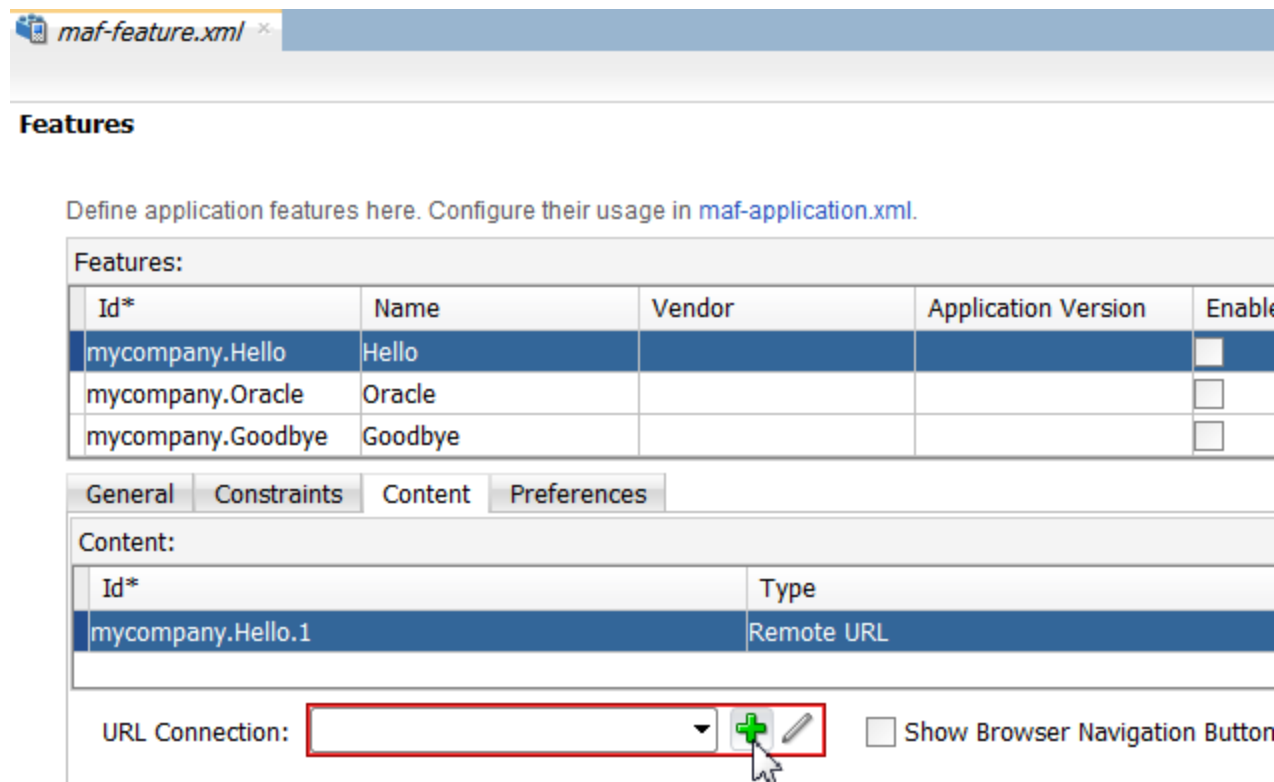 maf-feature.xml
Features
Define application features here. Configure their usage in maf-application.xml.
Features:
Id* Name Vendor Application Version Enable
mycompany.Hello Hello
mycompany.Oracle Oracle
mycompany.Goodbye Goodbye
General Constraints Content Preferences
Content:
Id* Type
mycompany.Hello.1 Remote URL
URL Connection: Show Browser Navigation Button